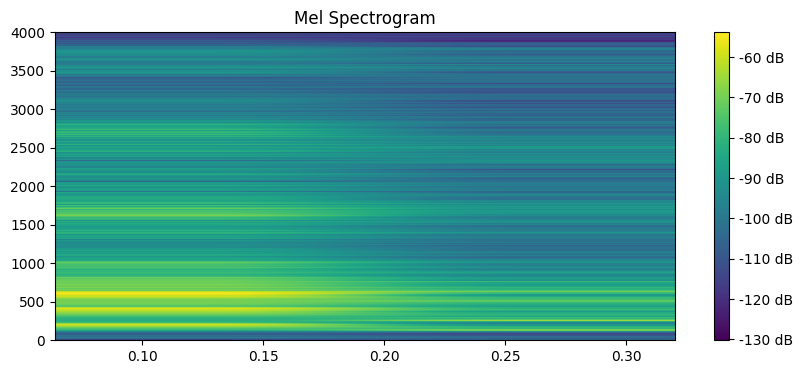 Mel Spectrogram
4000
3500
3000
2500
2000
1500
1000
500
0
0.10 0.15 0.20 0.25 0.30
-60 dB
-70 dB
-80 dB
-90 dB
-100 dB
-110 dB
-120 dB
-130 dB